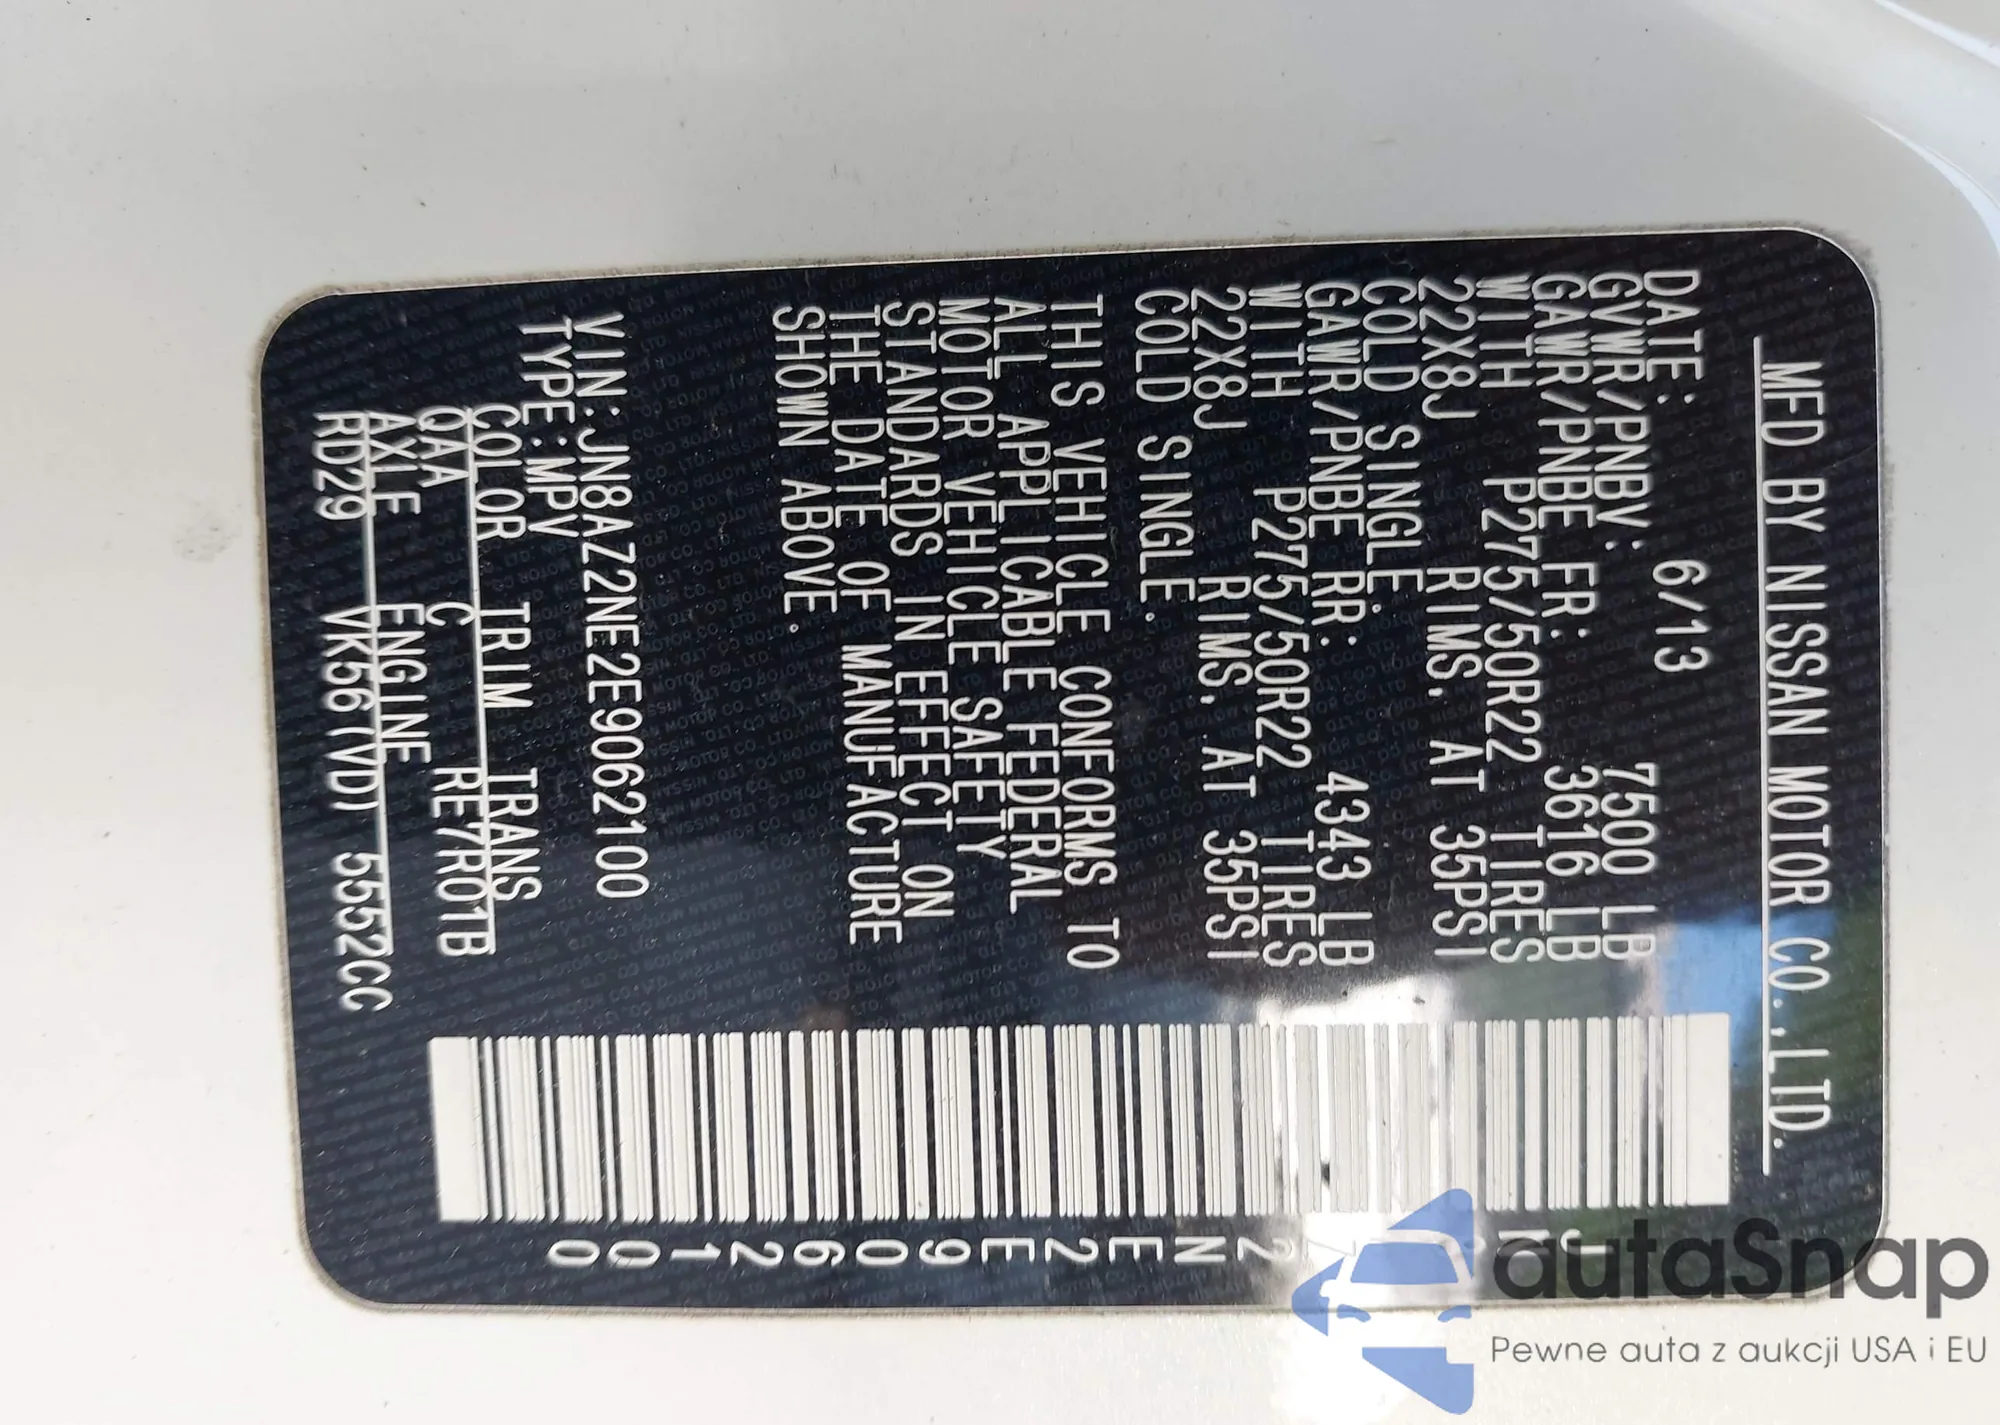 MFD BY NISSAN MOTOR CO.,LTD.
DATE: 6/13
GVWR/PNBV: 7500 LB
GAWR/PNBE FR: 3616 LB
WITH P275/50R22 TIRES
22X8J RIMS, AT 35PSI
COLD SINGLE.
GAWR/PNBE RR: 4343 LB
WITH P275/50R22 TIRES
22X8J RIMS, AT 35PSI
COLD SINGLE.
THIS VEHICLE CONFORMS TO
ALL APPLICABLE FEDERAL
MOTOR VEHICLE SAFETY
STANDARDS IN EFFECT ON
THE DATE OF MANUFACTURE
SHOWN ABOVE.
VIN:JN8AZ2NE2E9062100
TYPE:MPV
COLOR TRIM TRANS
QAA C RE7R01B
AXLE ENGINE
RD29 VK56(VD) 5552CC
autaSnap
Pewne auta z aukcji USA i EU